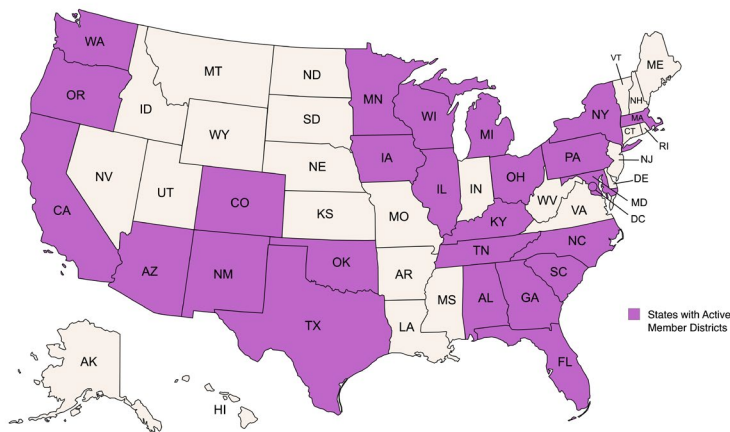 WA
MT
ND
MN
VT
ME
OR
ID
SD
WI
NH
NY
MA
WY
MI
CT
RI
IA
PA
NE
NJ
NV
OH
IN
IL
DE
UT
CO
WV
MD
CA
KS
MO
VA
DC
KY
NC
TN
OK
AZ
NM
AR
SC
MS
AL
GA
TX
LA
States with Active
Member Districts
AK
FL
HI